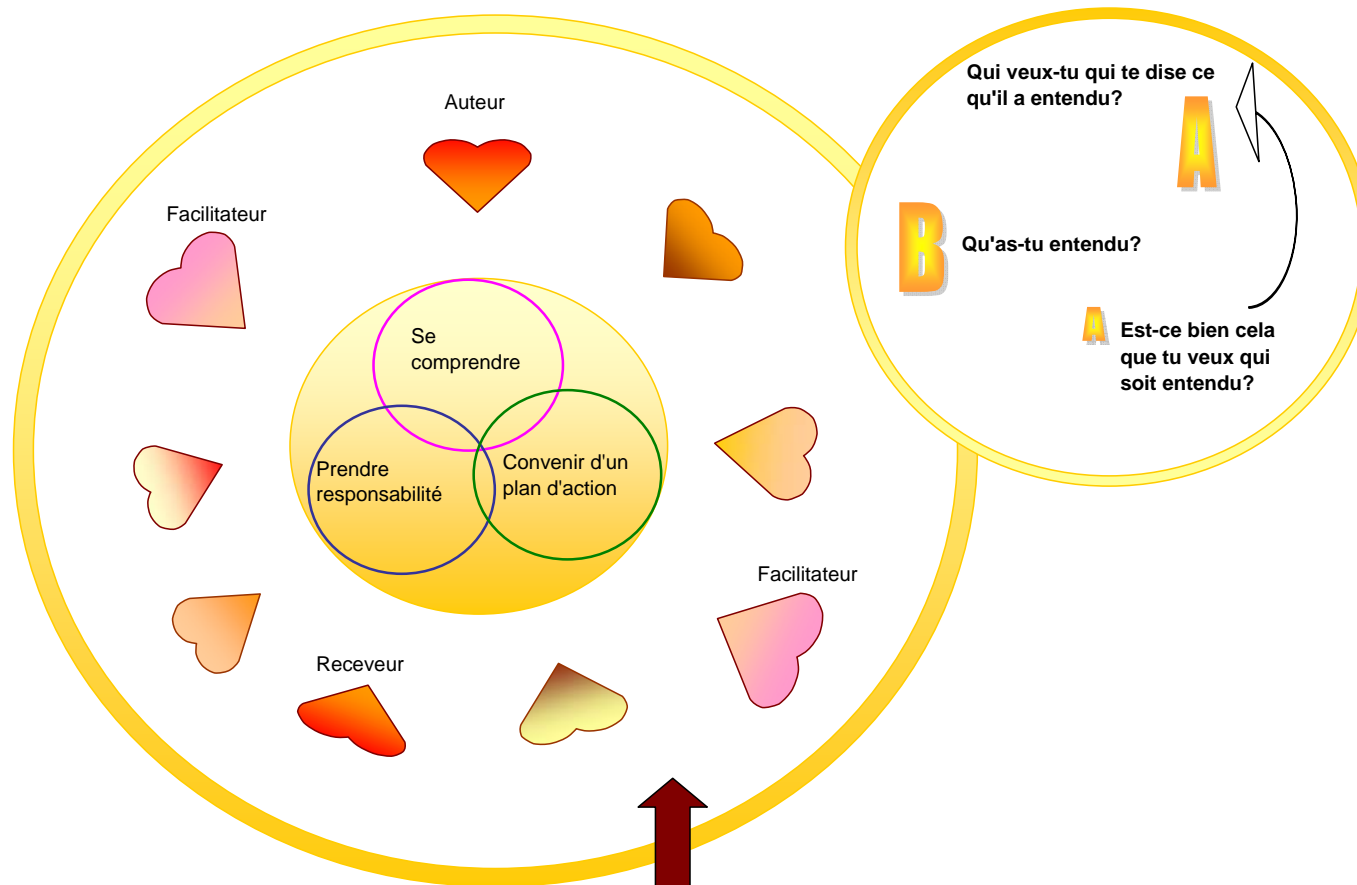 Auteur
Facilitateur
Se
comprendre
Prendre
responsabilité
Convenir d'un
plan d'action
Facilitateur
Receveur
Qui veux-tu qui te dise ce
qu'il a entendu?
A
B
Qu'as-tu entendu?
A
Est-ce bien cela
que tu veux qui
soit entendu?